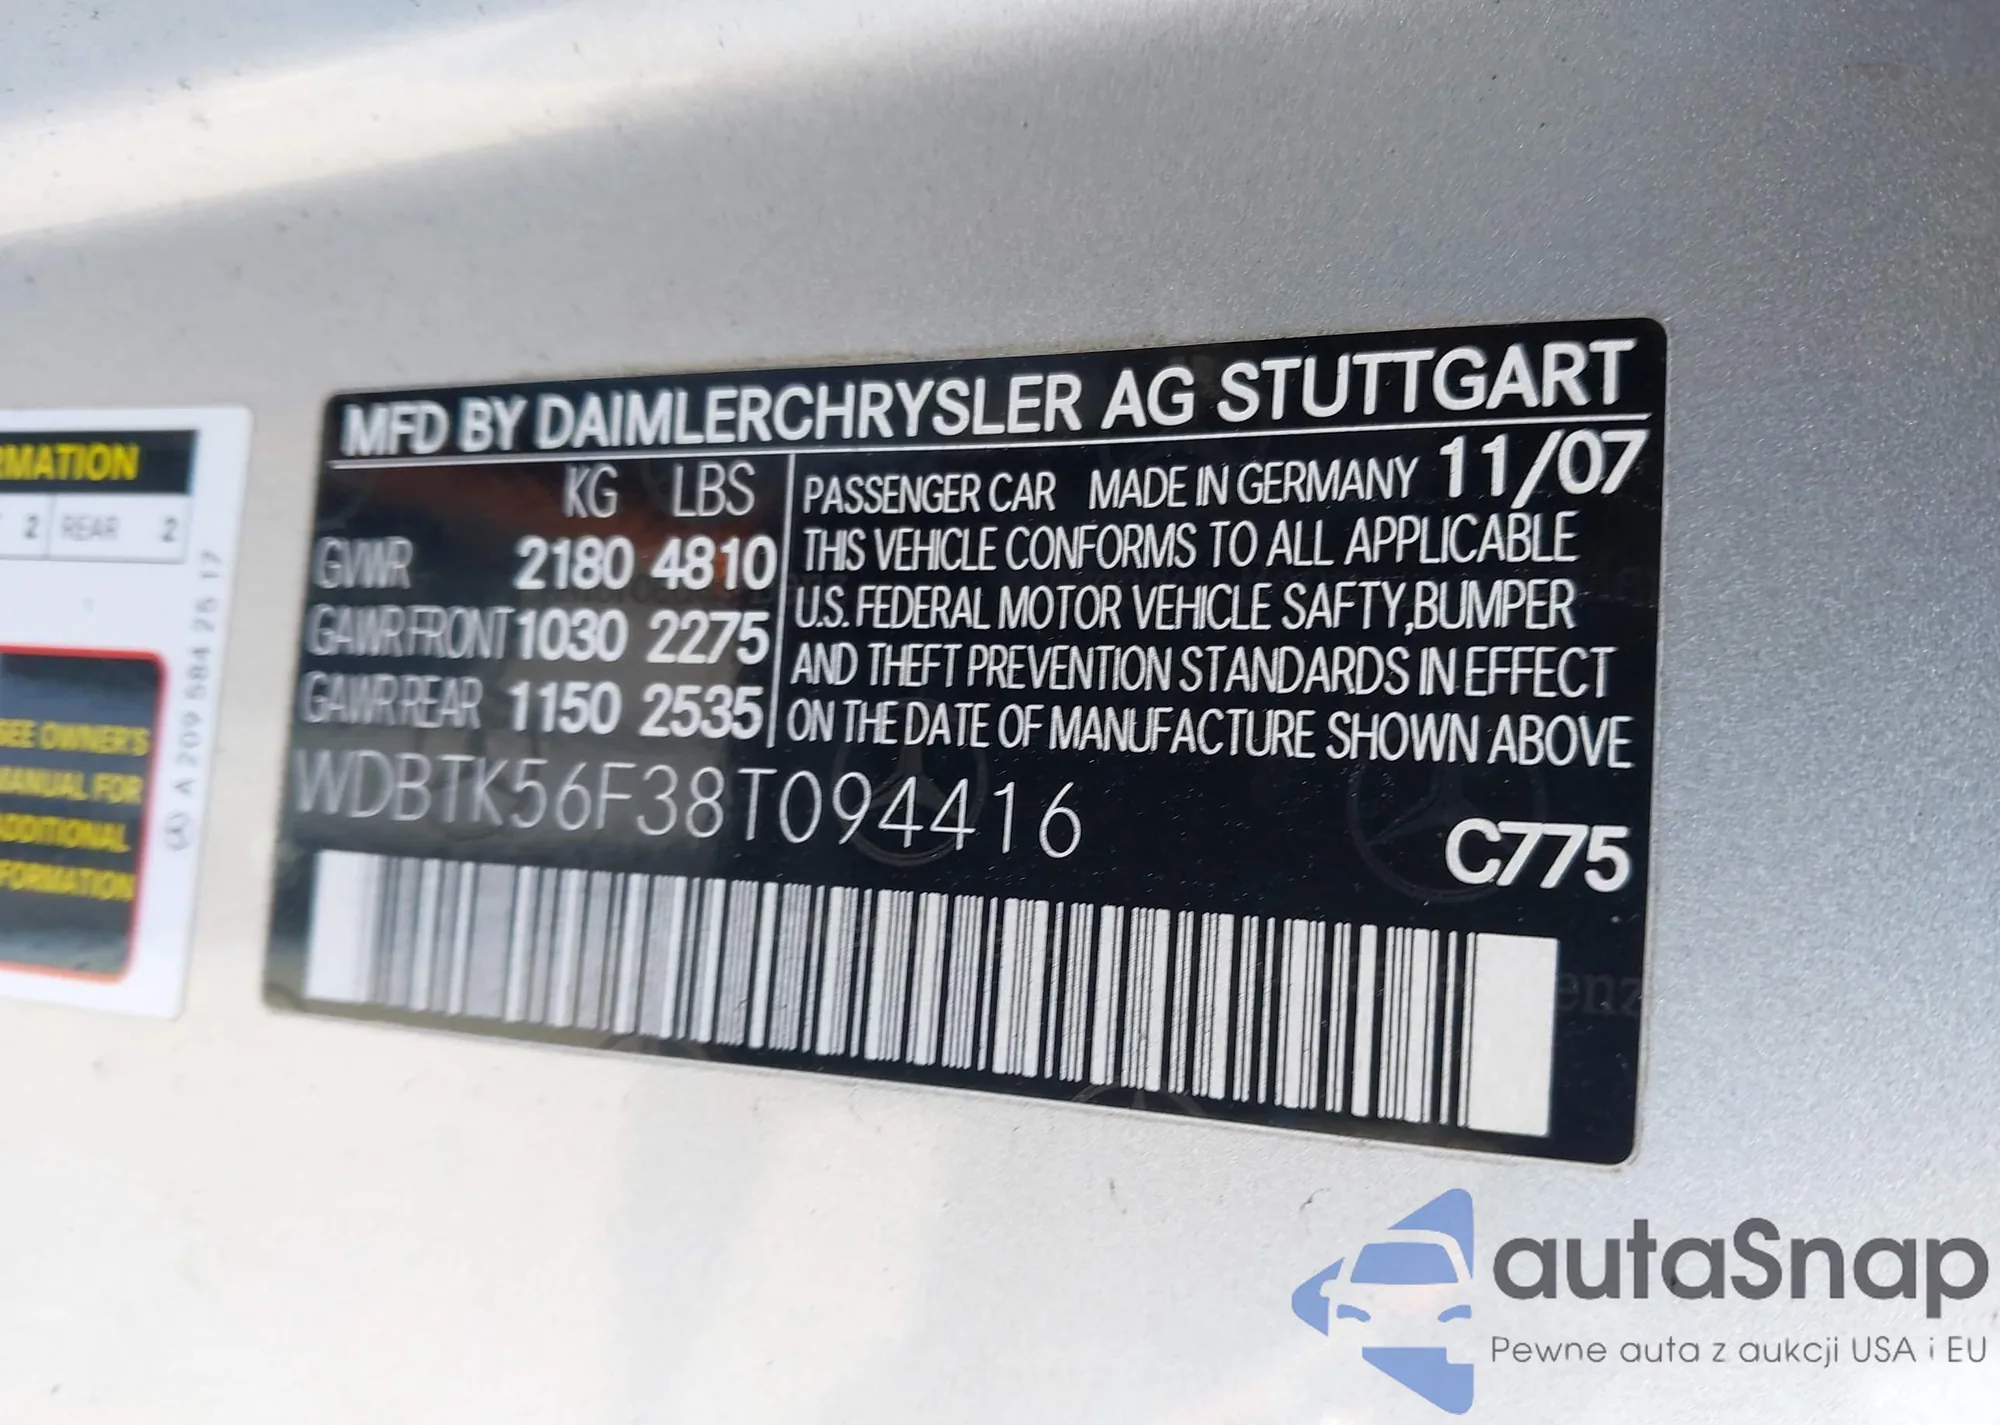 MFD BY DAIMLERCHRYSLER AG STUTTGART
KG LBS
GVWR 2180 4810
GAWR FRONT 1030 2275
GAWR REAR 1150 2535
PASSENGER CAR MADE IN GERMANY 11/07
THIS VEHICLE CONFORMS TO ALL APPLICABLE
U.S. FEDERAL MOTOR VEHICLE SAFTY,BUMPER
AND THEFT PREVENTION STANDARDS IN EFFECT
ON THE DATE OF MANUFACTURE SHOWN ABOVE
WDBTK56F38T094416
C775
RMATION
2 REAR 2
SEE OWNER'S
MANUAL FOR
ADDITIONAL
FORMATION
A 209 584 25 17
autaSnap
Pewne auta z aukcji USA i EU